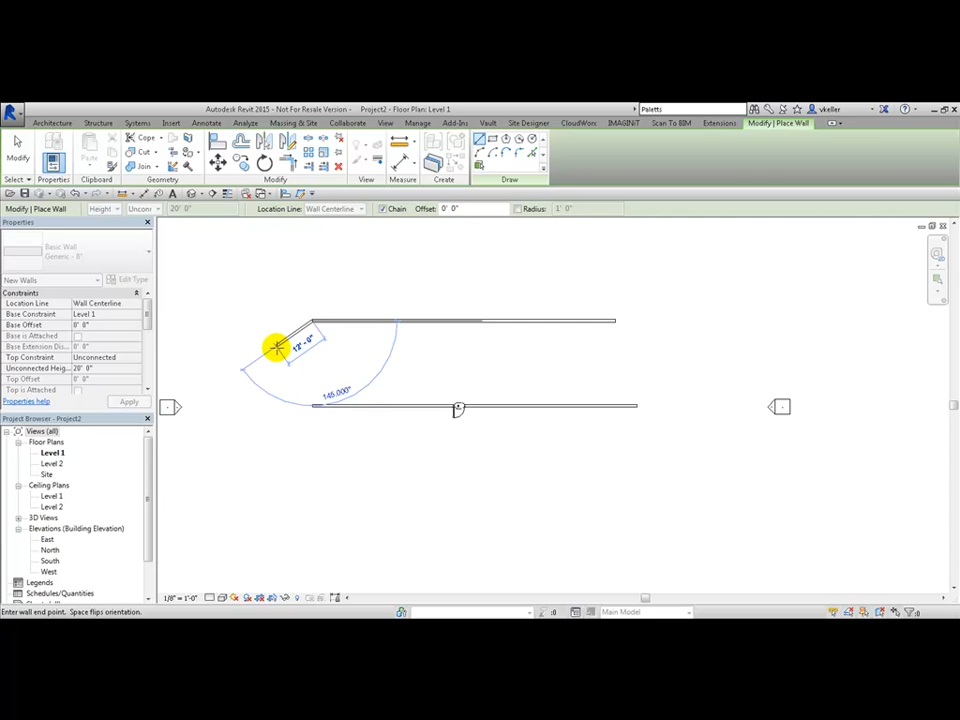 Autodesk Revit 2015 - Not For Resale Version - Project2 - Floor Plan: Level 1
Paletts
vkeller
Architecture Structure Systems Insert Annotate Analyze Massing & Site Collaborate View Manage Add-Ins Vault Site Designer CloudWorx IMAGINiT Scan To BIM Extensions Modify | Place Wall
Modify
Paste
Cope
Cut
Join
Select Properties Clipboard Geometry Modify View Measure Create Draw
Modify | Place Wall Height Unconr 20' 0" Location Line: Wall Centerline Chain Offset: 0' 0" Radius: 1' 0"
Properties
Basic Wall
Generic - 8"
New Walls Edit Type
Constraints
Location Line Wall Centerline
Base Constraint Level 1
Base Offset 0' 0"
Base is Attached
Base Extension Dis 0' 0"
Top Constraint Unconnected
Unconnected Heig 20' 0"
Top Offset 0' 0"
Top is Attached
Properties help Apply
Project Browser - Project2
Views (all)
Floor Plans
Level 1
Level 2
Site
Ceiling Plans
Level 1
Level 2
3D Views
Elevations (Building Elevation)
East
North
South
West
Legends
Schedules/Quantities
12' - 0"
145.000°
1/8" = 1'-0"
Enter wall end point. Space flips orientation.
:0
Main Model
:0